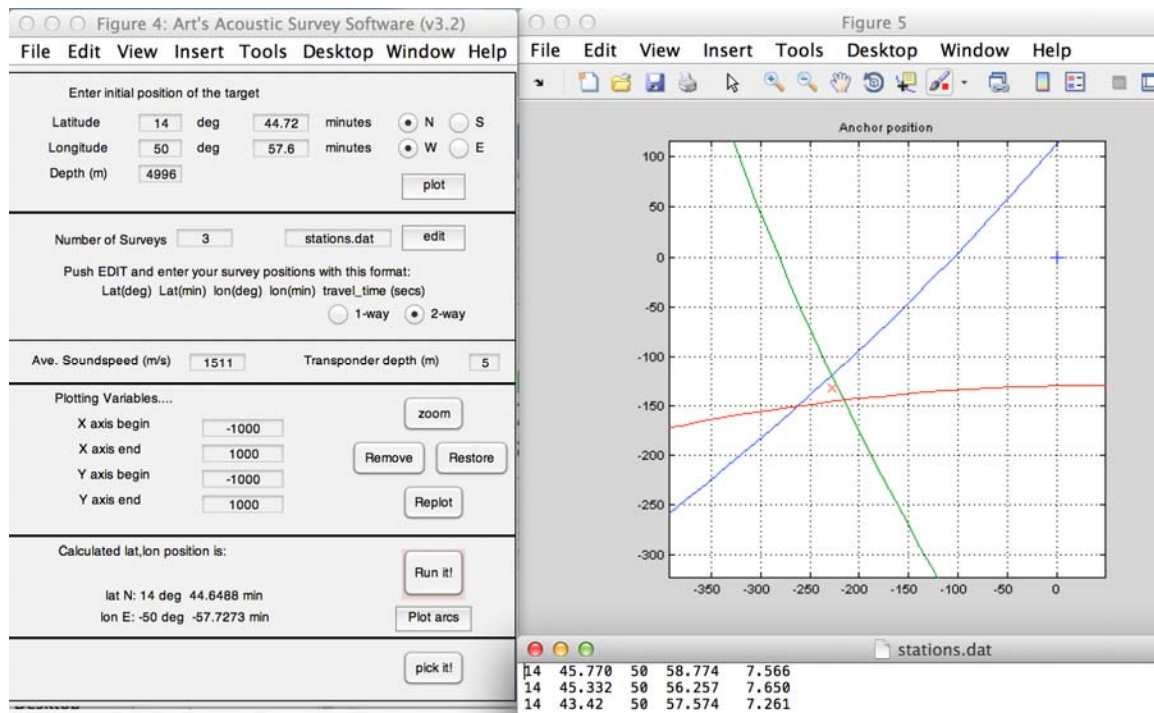 Figure 4: Art's Acoustic Survey Software (v3.2)
File Edit View Insert Tools Desktop Window Help
Enter initial position of the target
Latitude 14 deg 44.72 minutes N S
Longitude 50 deg 57.6 minutes W E
Depth (m) 4996
plot
Number of Surveys 3 stations.dat edit
Push EDIT and enter your survey positions with this format:
Lat(deg) Lat(min) lon(deg) lon(min) travel_time (secs)
1-way 2-way
Ave. Soundspeed (m/s) 1511 Transponder depth (m) 5
Plotting Variables....
X axis begin -1000
X axis end 1000
Y axis begin -1000
Y axis end 1000
zoom
Remove Restore
Replot
Calculated lat,lon position is:
lat N: 14 deg 44.6488 min
lon E: -50 deg -57.7273 min
Run it!
Plot arcs
pick it!
Figure 5
File Edit View Insert Tools Desktop Window Help
Anchor position
100
50
0
-50
-100
-150
-200
-250
-300
-350 -300 -250 -200 -150 -100 -50 0
stations.dat
14 45.770 50 58.774 7.566
14 45.332 50 56.257 7.650
14 43.42 50 57.574 7.261